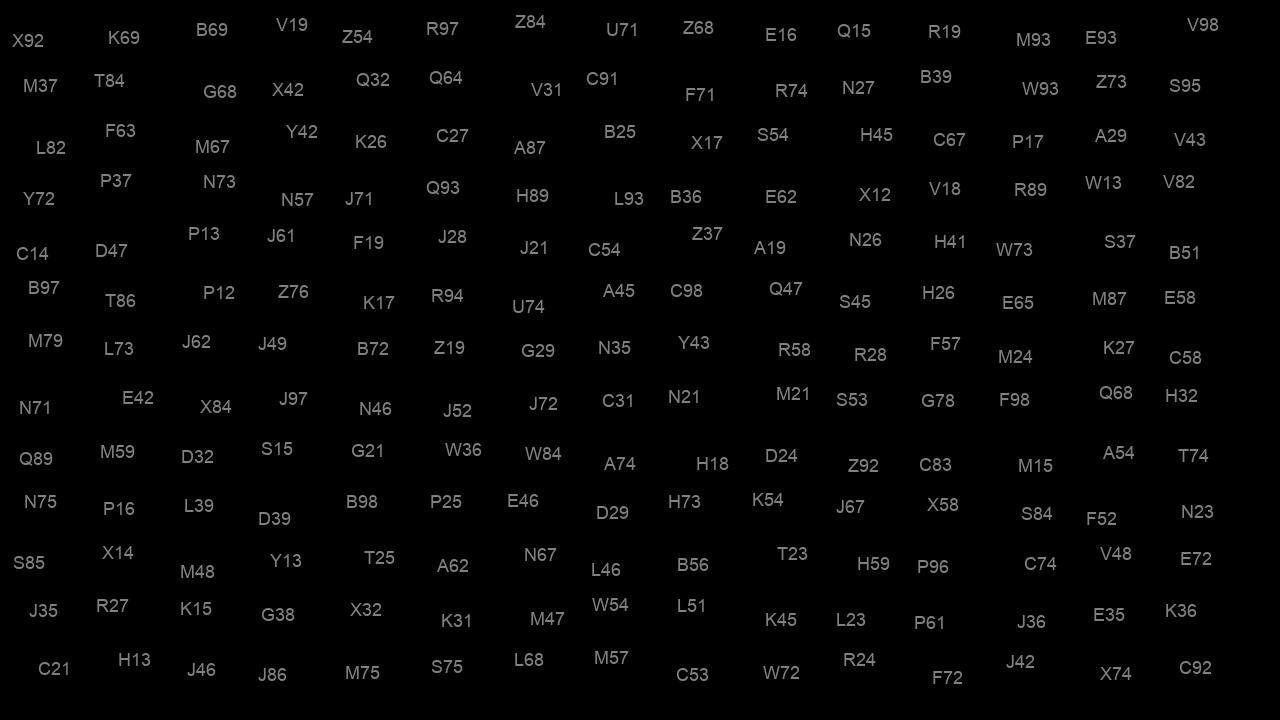 X92 K69 B69 V19 Z54 R97 Z84 U71 Z68 E16 Q15 R19 M93 E93 V98
M37 T84 G68 X42 Q32 Q64 V31 C91 F71 R74 N27 B39 W93 Z73 S95
L82 F63 M67 Y42 K26 C27 A87 B25 X17 S54 H45 C67 P17 A29 V43
Y72 P37 N73 N57 J71 Q93 H89 L93 B36 E62 X12 V18 R89 W13 V82
C14 D47 P13 J61 F19 J28 J21 C54 Z37 A19 N26 H41 W73 S37 B51
B97 T86 P12 Z76 K17 R94 U74 A45 C98 Q47 S45 H26 E65 M87 E58
M79 L73 J62 J49 B72 Z19 G29 N35 Y43 R58 R28 F57 M24 K27 C58
N71 E42 X84 J97 N46 J52 J72 C31 N21 M21 S53 G78 F98 Q68 H32
Q89 M59 D32 S15 G21 W36 W84 A74 H18 D24 Z92 C83 M15 A54 T74
N75 P16 L39 D39 B98 P25 E46 D29 H73 K54 J67 X58 S84 F52 N23
S85 X14 M48 Y13 T25 A62 N67 L46 B56 T23 H59 P96 C74 V48 E72
J35 R27 K15 G38 X32 K31 M47 W54 L51 K45 L23 P61 J36 E35 K36
C21 H13 J46 J86 M75 S75 L68 M57 C53 W72 R24 F72 J42 X74 C92